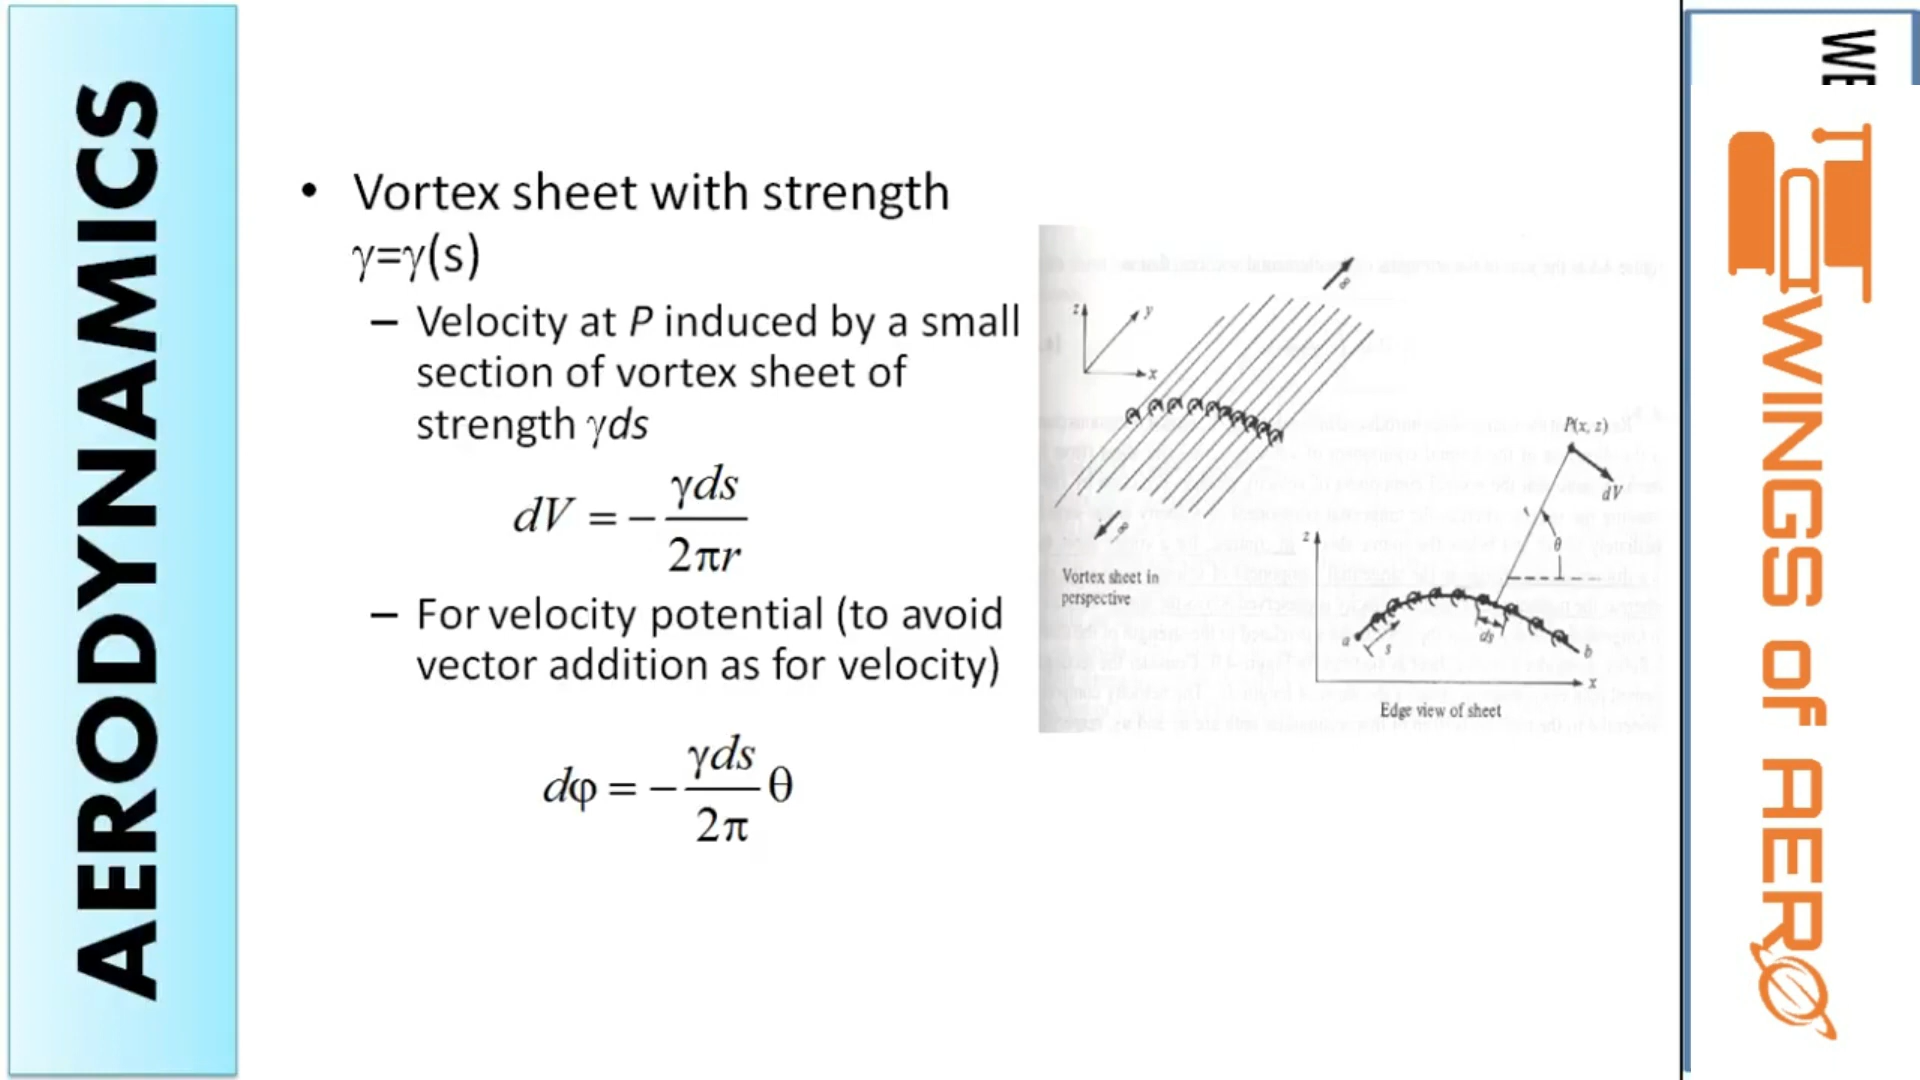 AERODYNAMICS
• Vortex sheet with strength
γ=γ(s)
– Velocity at P induced by a small
section of vortex sheet of
strength γds
dV = − γds / 2πr
– For velocity potential (to avoid
vector addition as for velocity)
dφ = − γds / 2π θ
z
y
x
∞
∞
Vortex sheet in
perspective
P(x, z)
dV
r
θ
z
a
s
ds
b
x
Edge view of sheet
WE
WINGS OF AERO